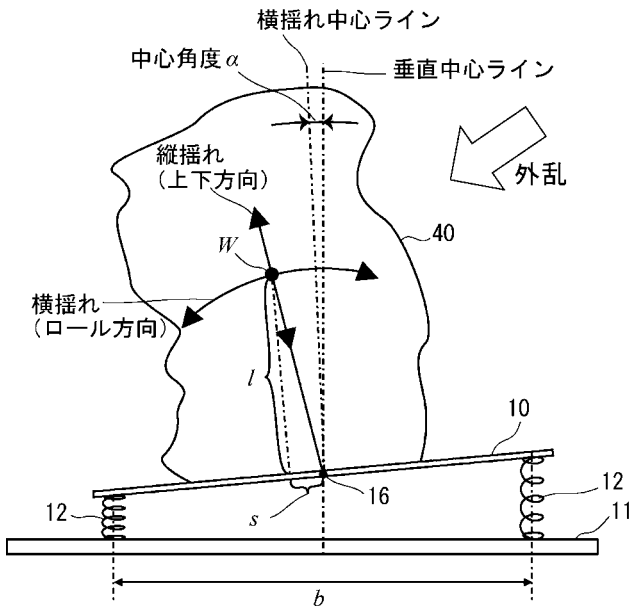 横揺れ中心ライン
中心角度α
垂直中心ライン
外乱
縦揺れ
(上下方向)
W
40
横揺れ
(ロール方向)
l
10
12
s
16
12
11
b